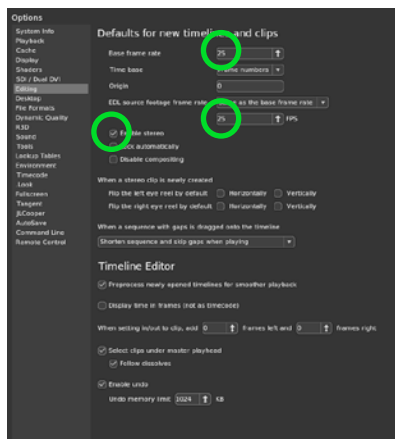 Options
System Info
Playback
Cache
Display
Shaders
SDI / Dual DVI
Editing
Desktop
File Formats
Dynamic Quality
R3D
Sound
Tools
Lookup Tables
Environment
Timecode
Look
Fullscreen
Tangent
JLCooper
AutoSave
Command Line
Remote Control
Defaults for new timelines and clips
Base frame rate 25
Time base Frame numbers
Origin 0
EDL source footage frame rate Same as the base frame rate
25 FPS
Enable stereo
automatically
Disable compositing
When a stereo clip is newly created
Flip the left eye reel by default Horizontally Vertically
Flip the right eye reel by default Horizontally Vertically
When a sequence with gaps is dragged onto the timeline
Shorten sequence and skip gaps when playing
Timeline Editor
Preprocess newly opened timelines for smoother playback
Display time in frames (not as timecode)
When setting in/out to clip, add 0 frames left and 0 frames right
Select clips under master playhead
Follow dissolves
Enable undo
Undo memory limit 1024 KB